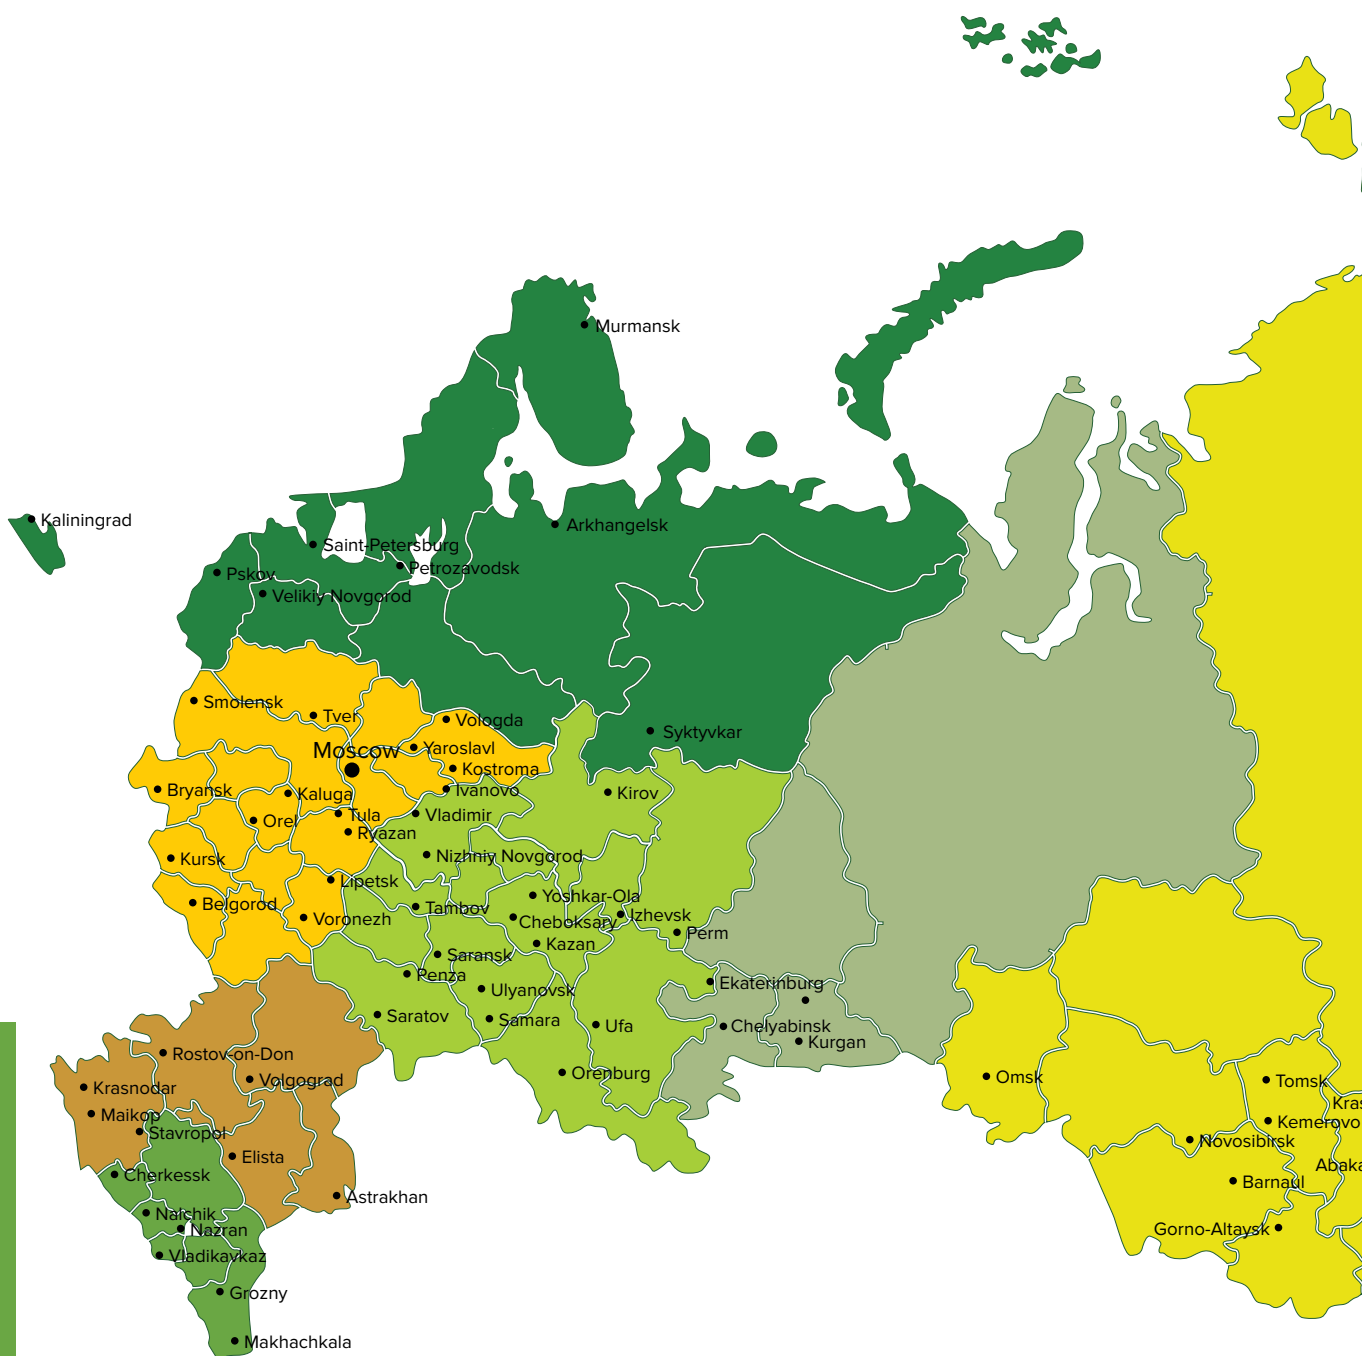 Murmansk
Kaliningrad
Arkhangelsk
Saint-Petersburg
Petrozavodsk
Pskov
Velikiy Novgorod
Smolensk
Tver
Vologda
Syktyvkar
Moscow
Yaroslavl
Kostroma
Bryansk
Kaluga
Ivanovo
Kirov
Orel
Tula
Vladimir
Ryazan
Kursk
Nizhniy Novgorod
Lipetsk
Belgorod
Voronezh
Tambov
Yoshkar-Ola
Cheboksary
Izhevsk
Perm
Kazan
Saransk
Penza
Ekaterinburg
Ulyanovsk
Saratov
Samara
Ufa
Chelyabinsk
Kurgan
Rostov-on-Don
Volgograd
Orenburg
Omsk
Tomsk
Krasnodar
Kras
Maikop
Kemerovo
Stavropol
Novosibirsk
Elista
Abaka
Cherkessk
Barnaul
Astrakhan
Nalchik
Nazran
Gorno-Altaysk
Vladikavkaz
Grozny
Makhachkala